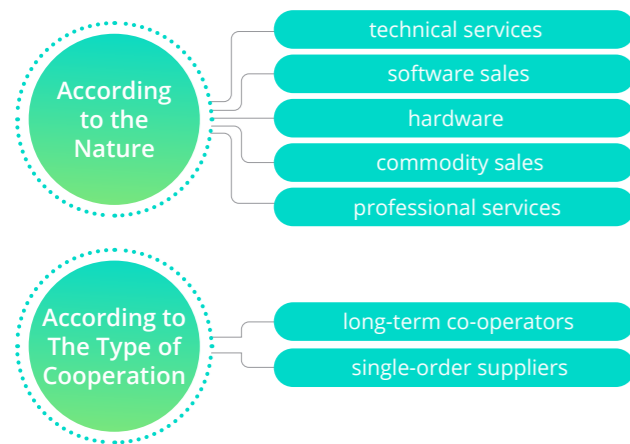 According
to the
Nature
technical services
software sales
hardware
commodity sales
professional services
According to
The Type of
Cooperation
long-term co-operators
single-order suppliers